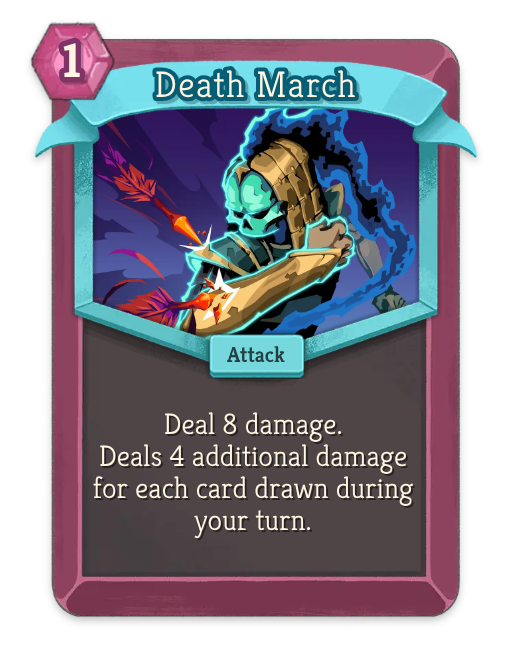 1
Death March
Attack
Deal 8 damage.
Deals 4 additional damage
for each card drawn during
your turn.